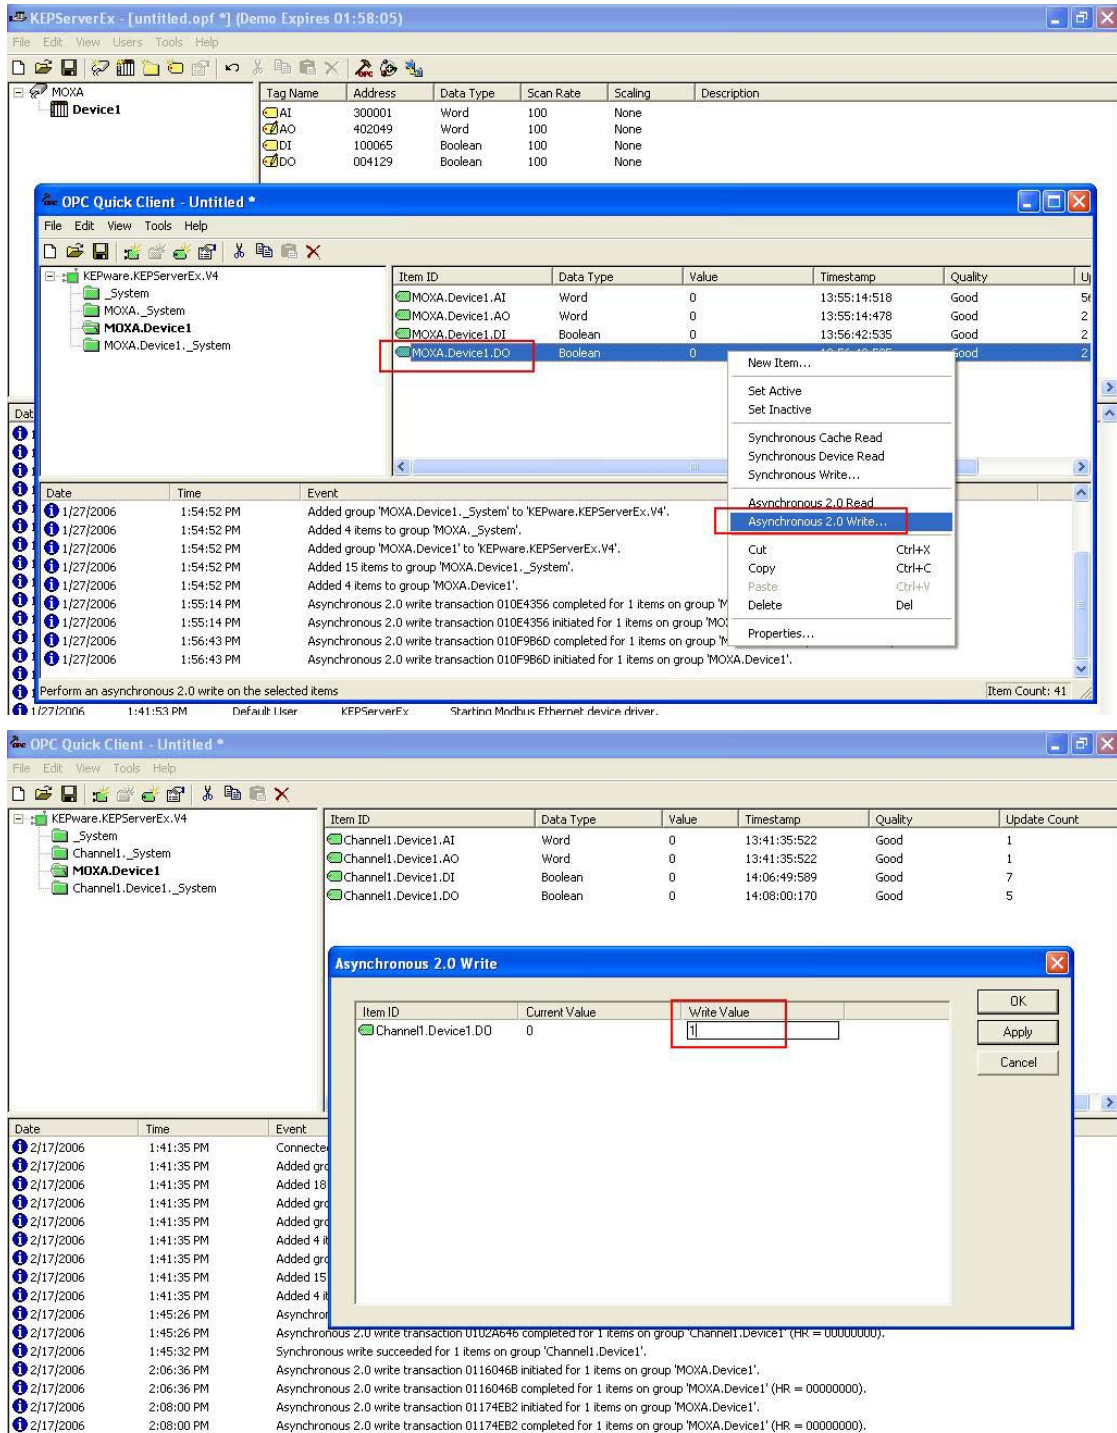 KEPServerEx - [untitled.opf *] (Demo Expires 01:58:05)
File Edit View Users Tools Help
MOXA
Device1
Tag Name Address Data Type Scan Rate Scaling Description
AI 300001 Word 100 None
AO 402049 Word 100 None
DI 100065 Boolean 100 None
DO 004129 Boolean 100 None
OPC Quick Client - Untitled *
File Edit View Tools Help
KEPware.KEPServerEx.V4
_System
MOXA._System
MOXA.Device1
MOXA.Device1._System
Item ID Data Type Value Timestamp Quality
MOXA.Device1.AI Word 0 13:55:14:518 Good
MOXA.Device1.AO Word 0 13:55:14:478 Good 2
MOXA.Device1.DI Boolean 0 13:56:42:535 Good 2
MOXA.Device1.DO Boolean 0 Good 2
New Item...
Set Active
Set Inactive
Synchronous Cache Read
Synchronous Device Read
Synchronous Write...
Asynchronous 2.0 Read
Asynchronous 2.0 Write...
Cut Ctrl+X
Copy Ctrl+C
Paste Ctrl+V
Delete Del
Properties...
Date Time Event
1/27/2006 1:54:52 PM Added group 'MOXA.Device1._System' to 'KEPware.KEPServerEx.V4'.
1/27/2006 1:54:52 PM Added 4 items to group 'MOXA._System'.
1/27/2006 1:54:52 PM Added group 'MOXA.Device1' to 'KEPware.KEPServerEx.V4'.
1/27/2006 1:54:52 PM Added 15 items to group 'MOXA.Device1._System'.
1/27/2006 1:54:52 PM Added 4 items to group 'MOXA.Device1'.
1/27/2006 1:55:14 PM Asynchronous 2.0 write transaction 010E4356 completed for 1 items on group 'M
1/27/2006 1:55:14 PM Asynchronous 2.0 write transaction 010E4356 initiated for 1 items on group 'MO
1/27/2006 1:56:43 PM Asynchronous 2.0 write transaction 010F9B6D completed for 1 items on group 'M
1/27/2006 1:56:43 PM Asynchronous 2.0 write transaction 010F9B6D initiated for 1 items on group 'MOXA.Device1'.
Perform an asynchronous 2.0 write on the selected items Item Count: 41
1/27/2006 1:41:53 PM Default User KEPServerEx Starting Modbus Ethernet device driver.
OPC Quick Client - Untitled *
File Edit View Tools Help
KEPware.KEPServerEx.V4
_System
Channel1._System
MOXA.Device1
Channel1.Device1._System
Item ID Data Type Value Timestamp Quality Update Count
Channel1.Device1.AI Word 0 13:41:35:522 Good 1
Channel1.Device1.AO Word 0 13:41:35:522 Good 1
Channel1.Device1.DI Boolean 0 14:06:49:589 Good 7
Channel1.Device1.DO Boolean 0 14:08:00:170 Good 5
Asynchronous 2.0 Write
Item ID Current Value Write Value
Channel1.Device1.DO 0 1
OK
Apply
Cancel
Date Time Event
2/17/2006 1:41:35 PM Connecte
2/17/2006 1:41:35 PM Added gro
2/17/2006 1:41:35 PM Added 18
2/17/2006 1:41:35 PM Added gro
2/17/2006 1:41:35 PM Added gro
2/17/2006 1:41:35 PM Added 4 it
2/17/2006 1:41:35 PM Added gro
2/17/2006 1:41:35 PM Added 15
2/17/2006 1:41:35 PM Added 4 it
2/17/2006 1:45:26 PM Asynchron
2/17/2006 1:45:26 PM Asynchronous 2.0 write transaction 0102A646 completed for 1 items on group 'Channel1.Device1' (HR = 00000000).
2/17/2006 1:45:32 PM Synchronous write succeeded for 1 items on group 'Channel1.Device1'.
2/17/2006 2:06:36 PM Asynchronous 2.0 write transaction 0116046B initiated for 1 items on group 'MOXA.Device1'.
2/17/2006 2:06:36 PM Asynchronous 2.0 write transaction 0116046B completed for 1 items on group 'MOXA.Device1' (HR = 00000000).
2/17/2006 2:08:00 PM Asynchronous 2.0 write transaction 01174EB2 initiated for 1 items on group 'MOXA.Device1'.
2/17/2006 2:08:00 PM Asynchronous 2.0 write transaction 01174EB2 completed for 1 items on group 'MOXA.Device1' (HR = 00000000).